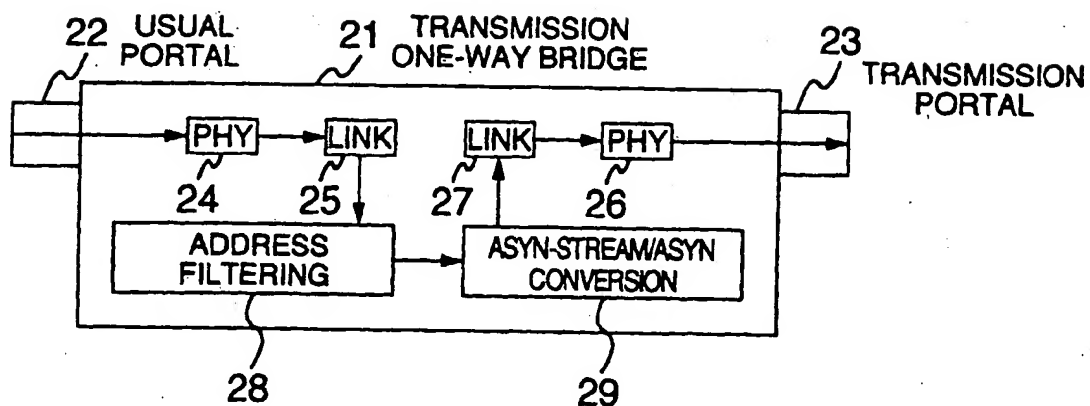 22 USUAL PORTAL
21 TRANSMISSION ONE-WAY BRIDGE
23 TRANSMISSION PORTAL
PHY
LINK
LINK
PHY
24
25
27
26
ADDRESS FILTERING
ASYN-STREAM/ASYN CONVERSION
28
29